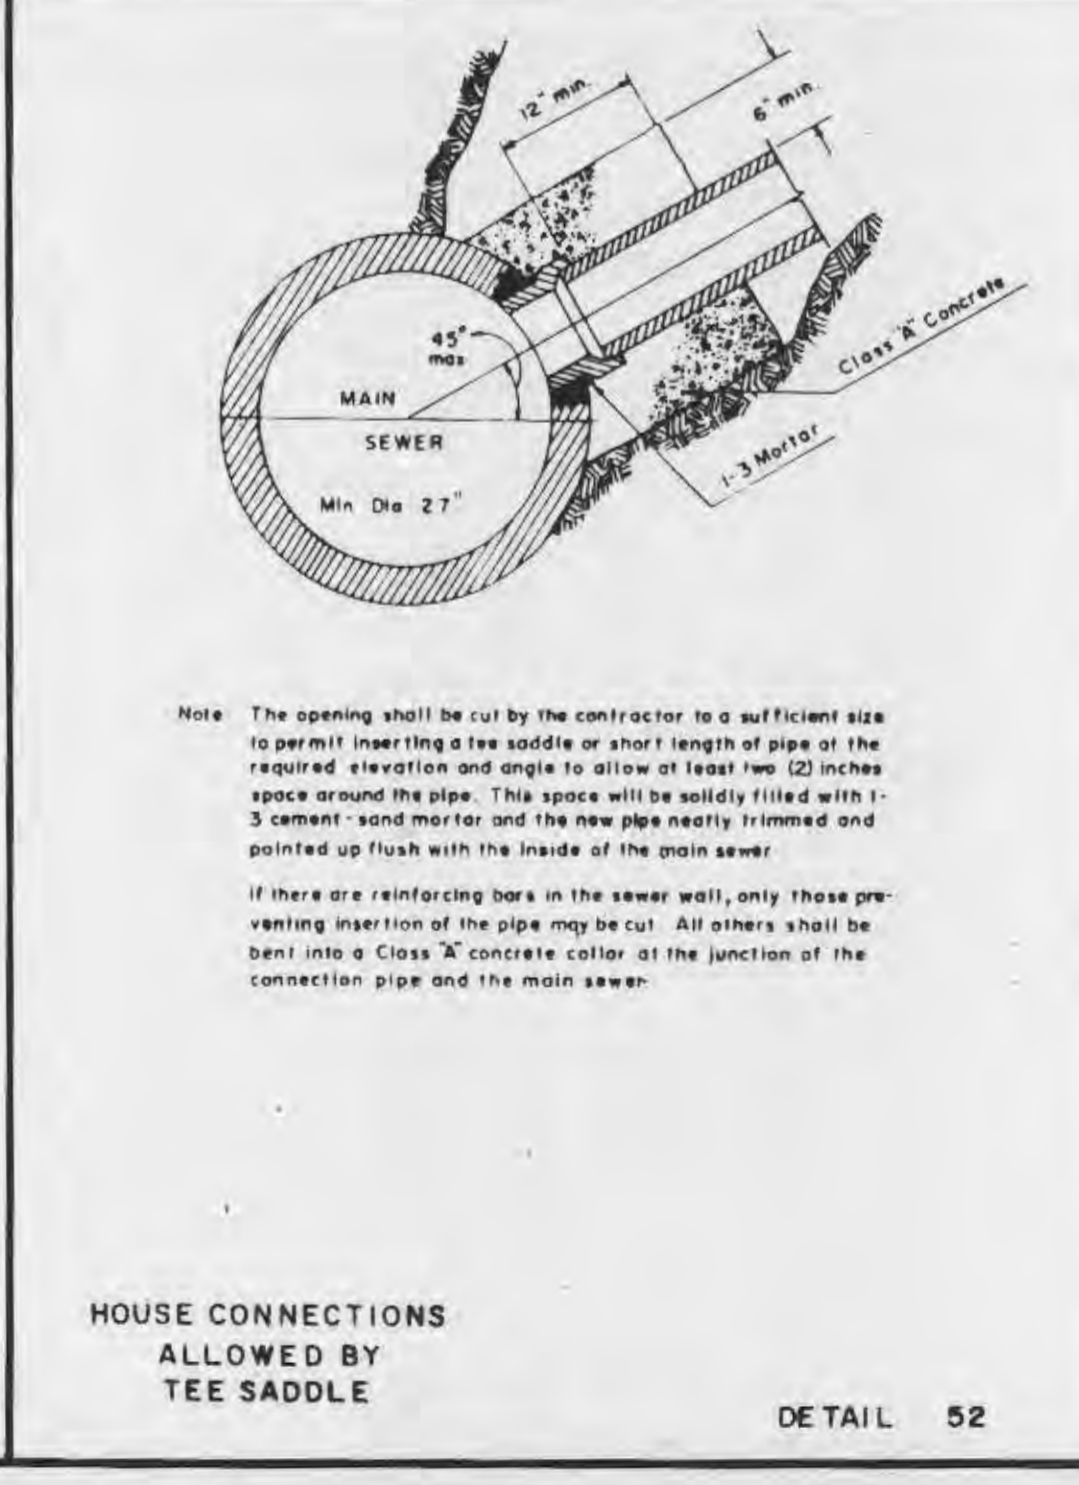 12" min.
6" min.
45°
max
MAIN
SEWER
Min Dia 27"
Class "A" Concrete
1-3 Mortar
Note The opening shall be cut by the contractor to a sufficient size
to permit inserting a tee saddle or short length of pipe at the
required elevation and angle to allow at least two (2) inches
space around the pipe. This space will be solidly filled with 1-
3 cement-sand mortar and the new pipe neatly trimmed and
pointed up flush with the inside of the main sewer
If there are reinforcing bars in the sewer wall, only those pre-
venting insertion of the pipe may be cut All others shall be
bent into a Class "A" concrete collar at the junction of the
connection pipe and the main sewer
HOUSE CONNECTIONS
ALLOWED BY
TEE SADDLE
DETAIL 52